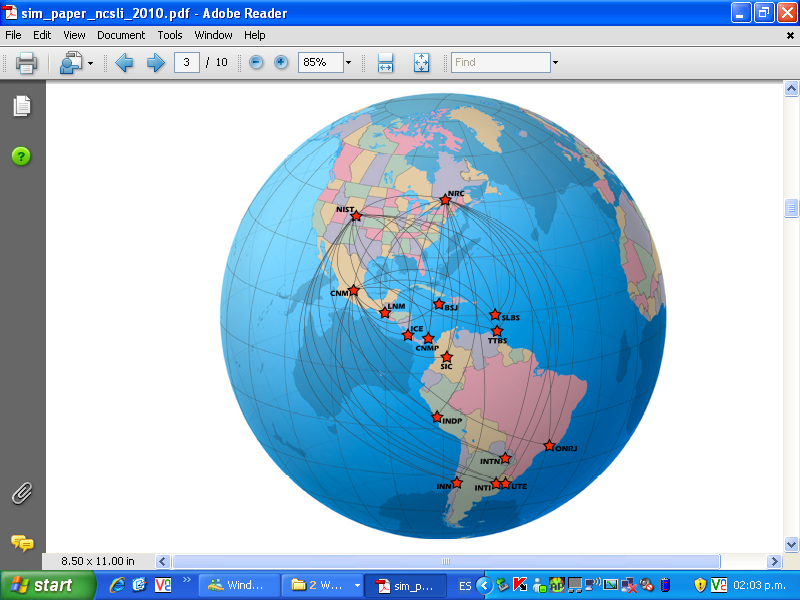 sim_paper_ncsli_2010.pdf - Adobe Reader
File Edit View Document Tools Window Help
3 / 10 85% Find
NRC
NIST
CNM
LNM
BSJ
SLBS
ICE
TTBS
CNMP
SIC
INDP
ONRJ
INTN
INN
INTI
UTE
8.50 x 11.00 in
start Wind... 2 W... sim_p... ES 02:03 p.m.